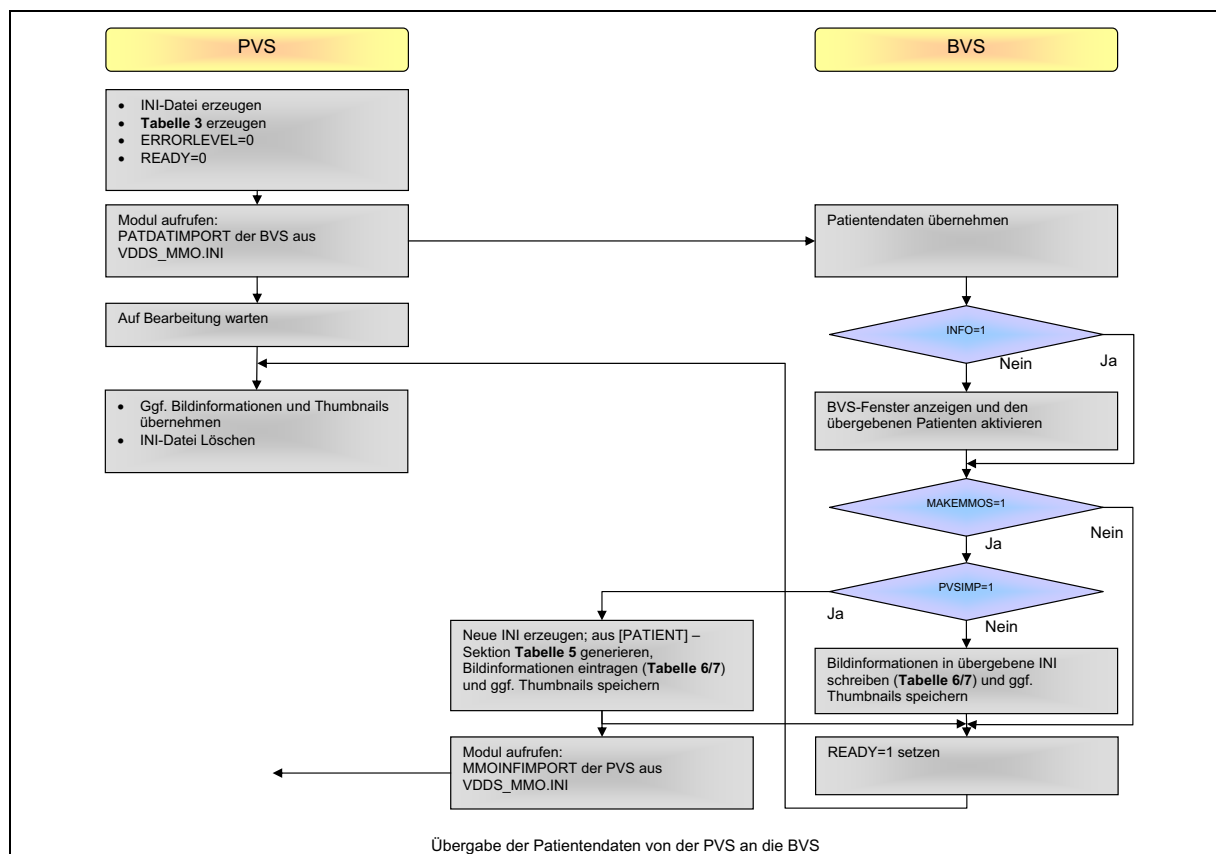 PVS
BVS
• INI-Datei erzeugen
• Tabelle 3 erzeugen
• ERRORLEVEL=0
• READY=0
Modul aufrufen:
PATDATIMPORT der BVS aus
VDDS_MMO.INI
Patientendaten übernehmen
Auf Bearbeitung warten
INFO=1
Nein
Ja
• Ggf. Bildinformationen und Thumbnails
übernehmen
• INI-Datei Löschen
BVS-Fenster anzeigen und den
übergebenen Patienten aktivieren
MAKEMMOS=1
Nein
Ja
PVSIMP=1
Ja
Nein
Neue INI erzeugen; aus [PATIENT] –
Sektion Tabelle 5 generieren,
Bildinformationen eintragen (Tabelle 6/7)
und ggf. Thumbnails speichern
Bildinformationen in übergebene INI
schreiben (Tabelle 6/7) und ggf.
Thumbnails speichern
Modul aufrufen:
MMOINFIMPORT der PVS aus
VDDS_MMO.INI
READY=1 setzen
Übergabe der Patientendaten von der PVS an die BVS